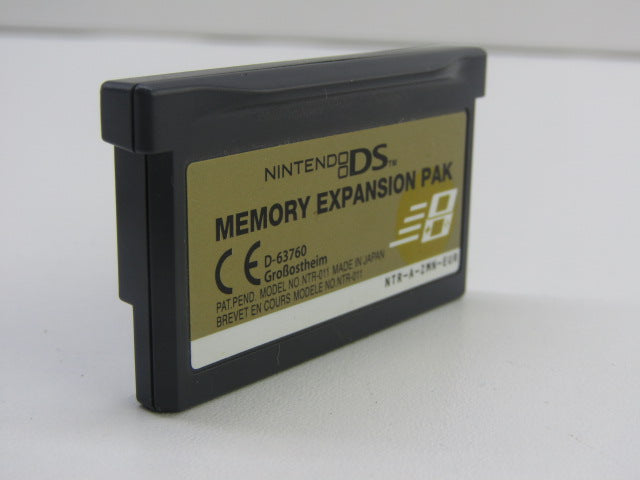 NINTENDO DS™
MEMORY EXPANSION PAK
CE D-63760
Großostheim
PAT.PEND. MODEL NO.NTR-011 MADE IN JAPAN
BREVET EN COURS MODELE NO.NTR-011
NTR-A-ZMN-EUR